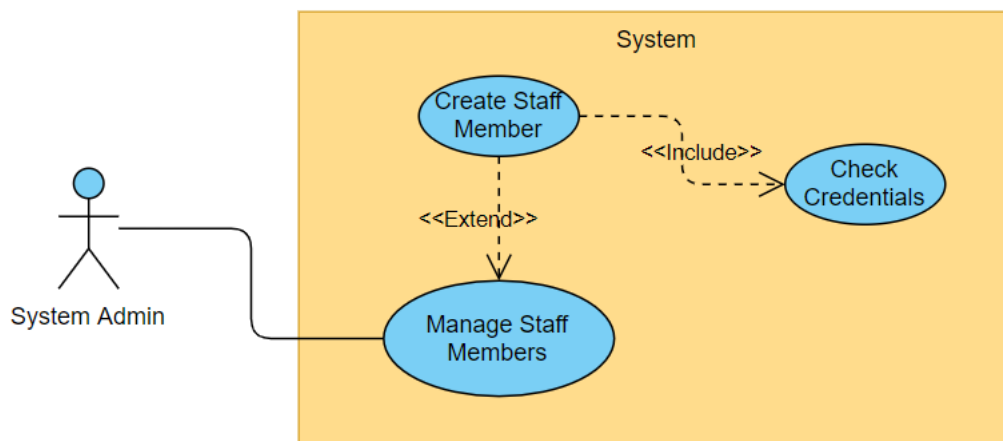 System
Create Staff
Member
<<Include>>
Check
Credentials
<<Extend>>
System Admin
Manage Staff
Members